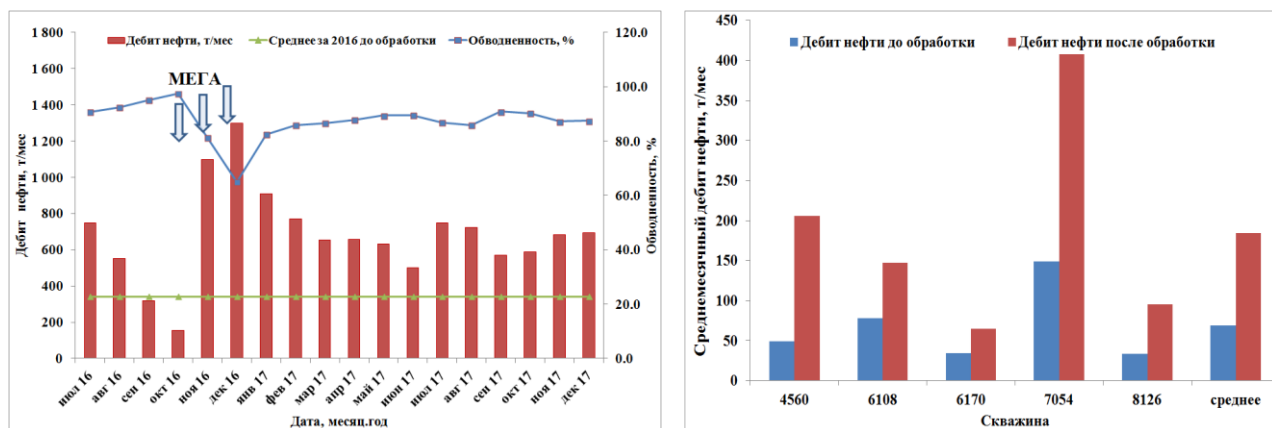 Дебит нефти, т/мес
Среднее за 2016 до обработки
Обводненность, %
МЕГА
1 800
1 600
1 400
1 200
1 000
800
600
400
200
0
Дебит нефти, т/мес
120.0
100.0
80.0
60.0
40.0
20.0
0.0
Обводненность, %
июл 16
авг 16
сен 16
окт 16
ноя 16
дек 16
янв 17
фев 17
мар 17
апр 17
май 17
июн 17
июл 17
авг 17
сен 17
окт 17
ноя 17
дек 17
Дата, месяц.год
Дебит нефти до обработки
Дебит нефти после обработки
450
400
350
300
250
200
150
100
50
0
Среднемесячный дебит нефти, т/мес
4560
6108
6170
7054
8126
среднее
Скважина